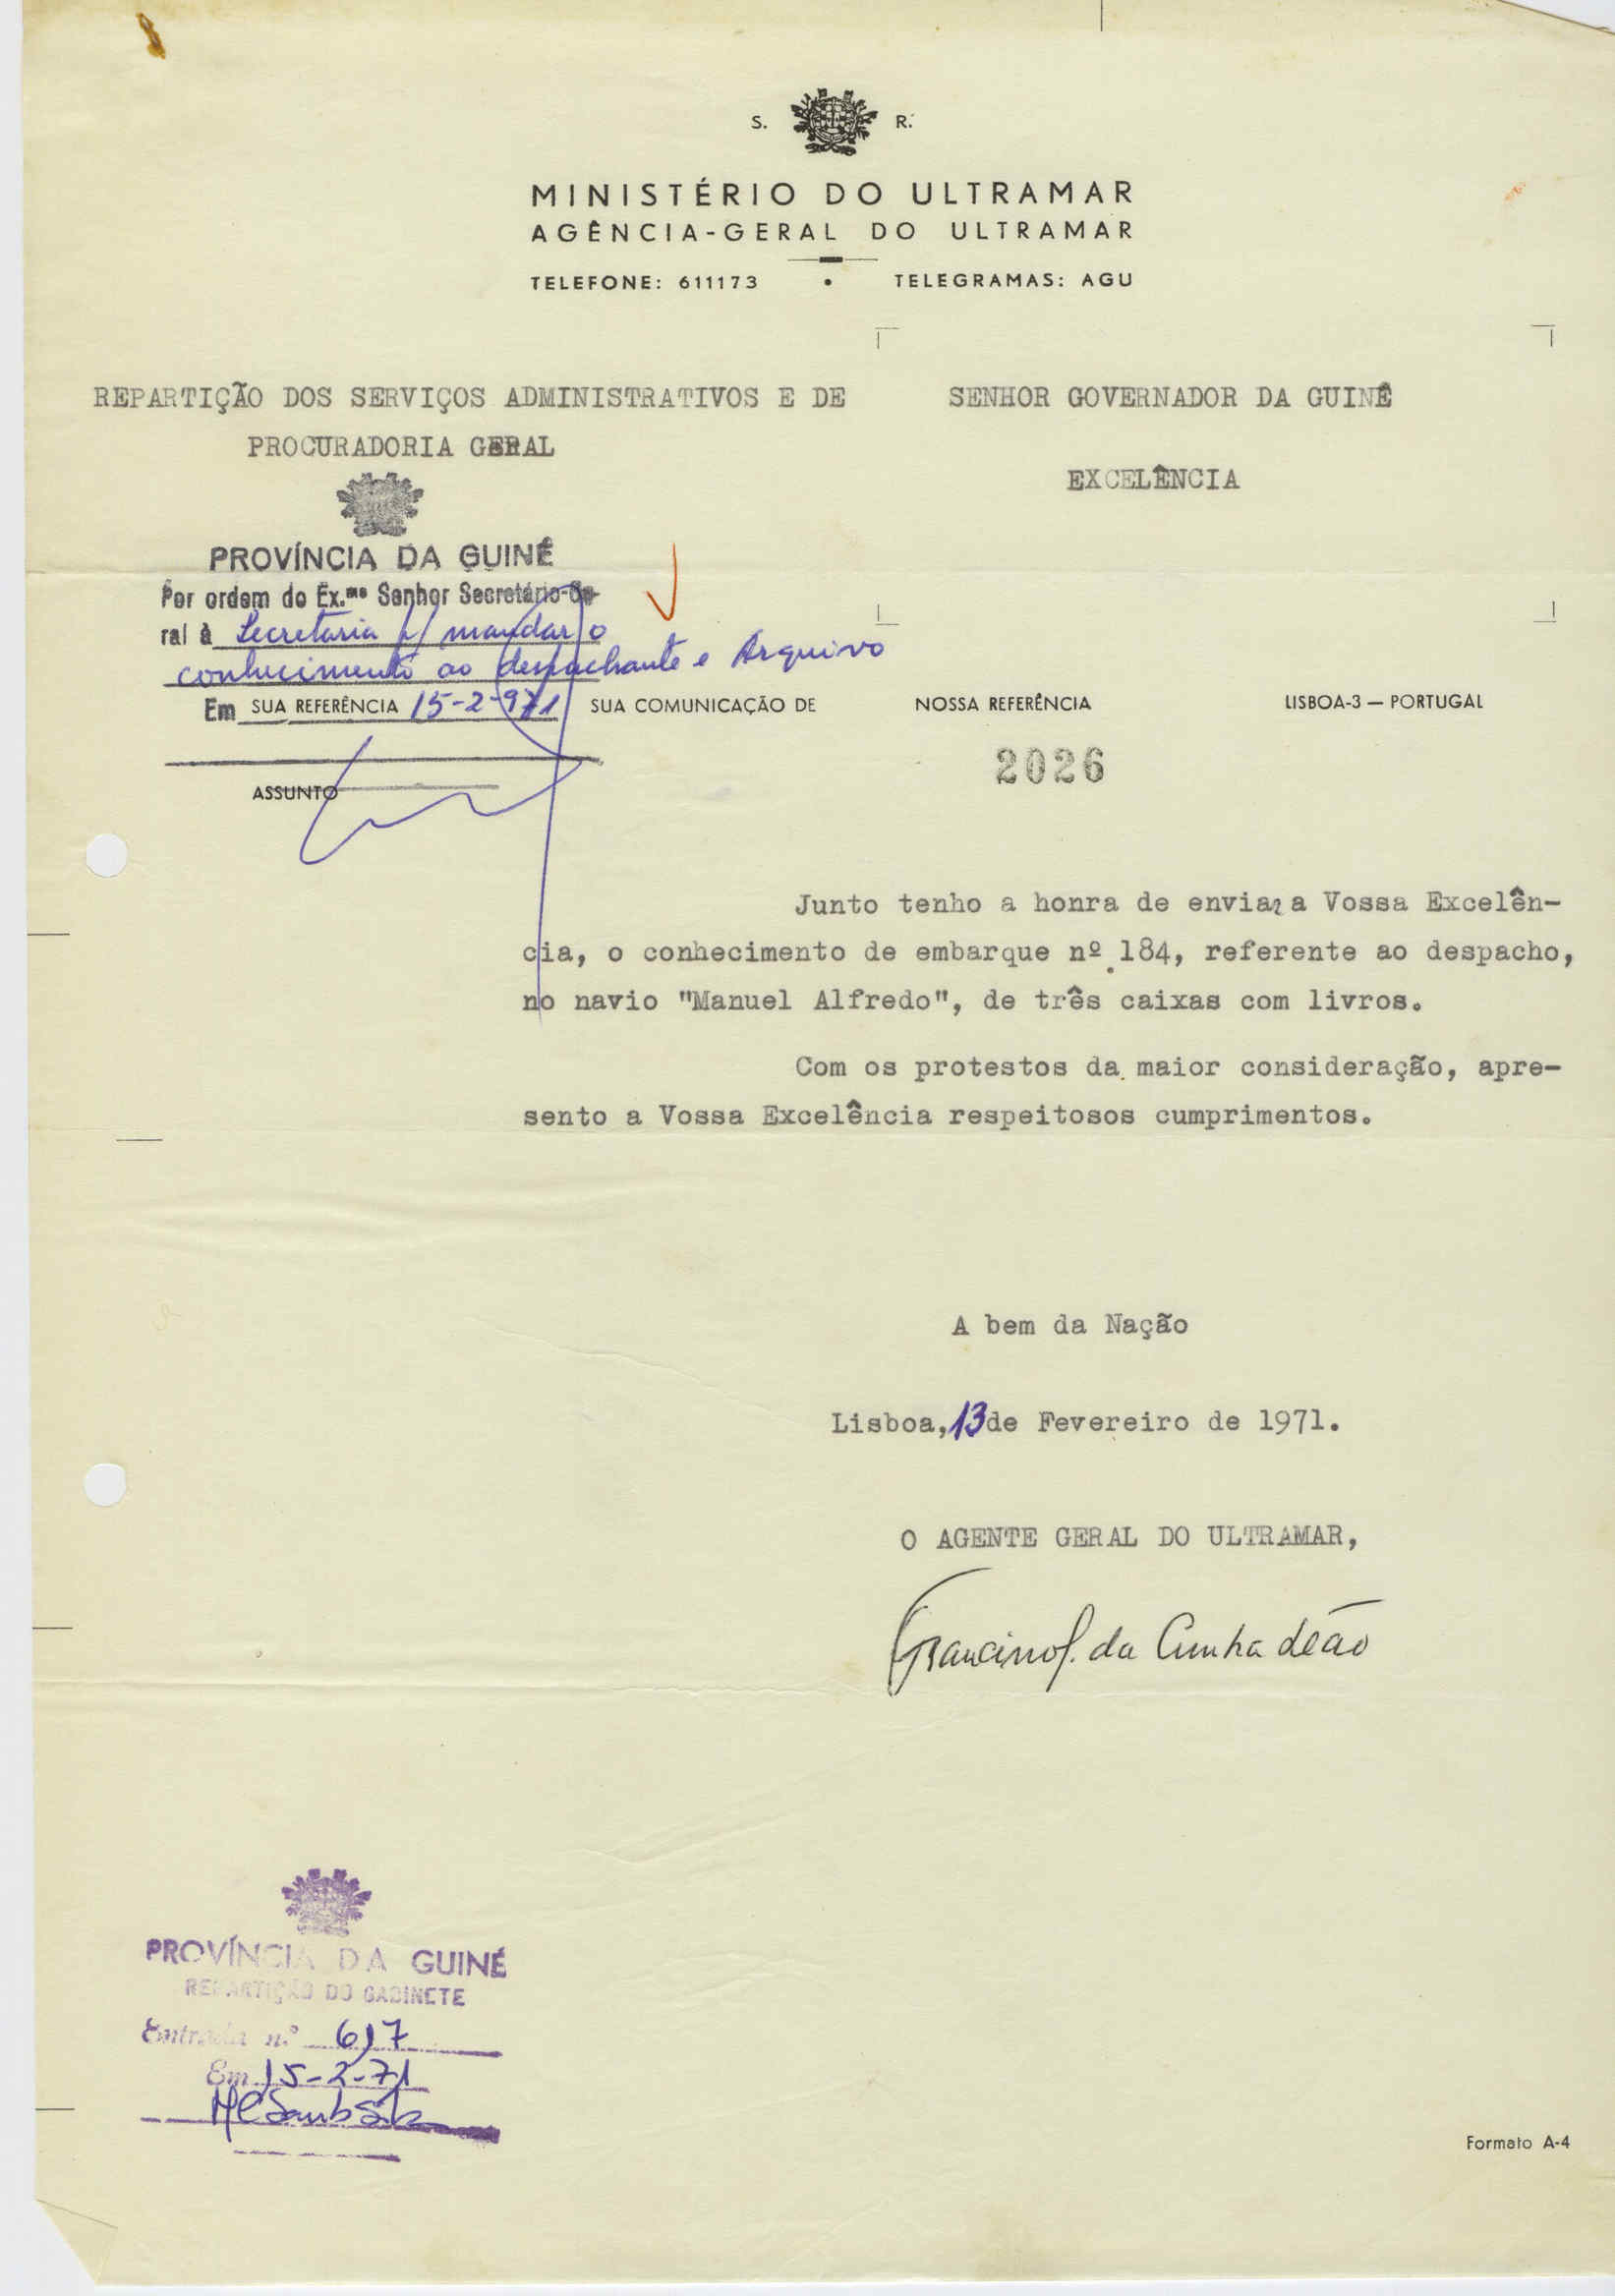 S. R.
MINISTÉRIO DO ULTRAMAR
AGÊNCIA-GERAL DO ULTRAMAR
TELEFONE: 611173 • TELEGRAMAS: AGU
REPARTIÇÃO DOS SERVIÇOS ADMINISTRATIVOS E DE
PROCURADORIA GERAL
SENHOR GOVERNADOR DA GUINÉ
EXCELÊNCIA
PROVÍNCIA DA GUINÉ
Por ordem do Ex.mo Senhor Secretário-Ge-
ral à Secretaria p/ mandar o
conhecimento ao despachante e Arquivo
Em 15-2-971
SUA REFERÊNCIA SUA COMUNICAÇÃO DE NOSSA REFERÊNCIA LISBOA-3 — PORTUGAL
2026
ASSUNTO
Junto tenho a honra de enviar a Vossa Excelên-
cia, o conhecimento de embarque nº 184, referente ao despacho,
no navio "Manuel Alfredo", de três caixas com livros.
Com os protestos da maior consideração, apre-
sento a Vossa Excelência respeitosos cumprimentos.
A bem da Nação
Lisboa, 13 de Fevereiro de 1971.
O AGENTE GERAL DO ULTRAMAR,
da Cunha Leão
PROVÍNCIA DA GUINÉ
REPARTIÇÃO DO GABINETE
Entrada n.º 617
Em 15-2-71
Formato A-4